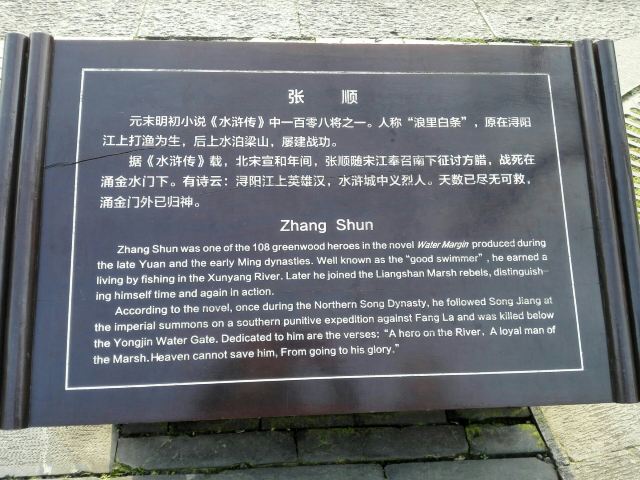 张 顺
元末明初小说《水浒传》中一百零八将之一。人称“浪里白条”，原在浔阳
江上打渔为生，后上水泊梁山，屡建战功。
据《水浒传》载，北宋宣和年间，张顺随宋江奉召南下征讨方腊，战死在
涌金水门下。有诗云：浔阳江上英雄汉，水浒城中义烈人。天数已尽无可救，
涌金门外已归神。
Zhang Shun
Zhang Shun was one of the 108 greenwood heroes in the novel Water Margin produced during
the late Yuan and the early Ming dynasties. Well known as the “good swimmer”, he earned a
living by fishing in the Xunyang River. Later he joined the Liangshan Marsh rebels, distinguish-
ing himself time and again in action.
According to the novel, once during the Northern Song Dynasty, he followed Song Jiang at
the imperial summons on a southern punitive expedition against Fang La and was killed below
the Yongjin Water Gate. Dedicated to him are the verses: “A hero on the River, A loyal man of
the Marsh. Heaven cannot save him, From going to his glory.”